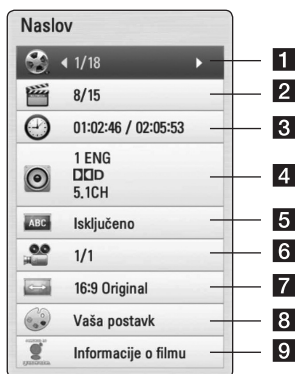 Naslov
1/18 1
8/15 2
01:02:46 / 02:05:53 3
1 ENG
D
5.1CH 4
ABC Isključeno 5
1/1 6
16:9 Original 7
Vaša postavk 8
Informacije o filmu 9